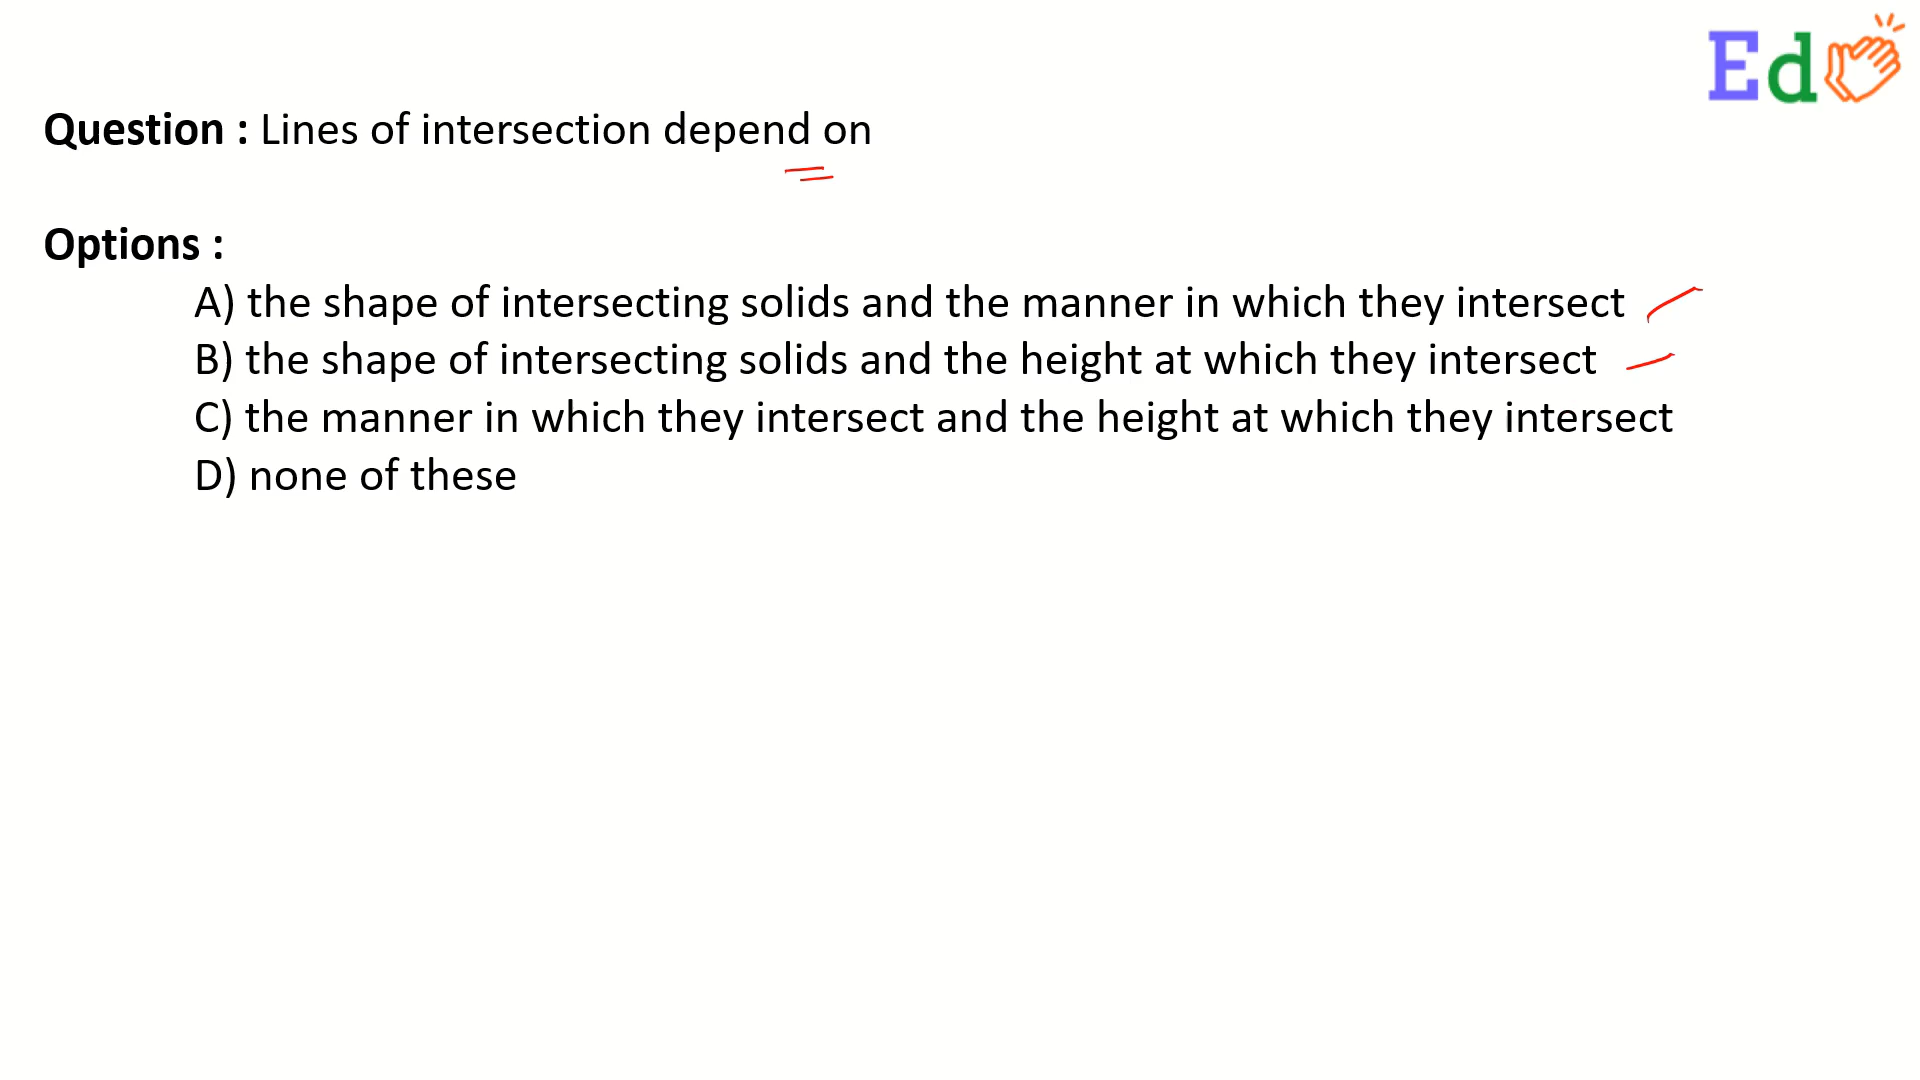 Ed
Question : Lines of intersection depend on
Options :
A) the shape of intersecting solids and the manner in which they intersect
B) the shape of intersecting solids and the height at which they intersect
C) the manner in which they intersect and the height at which they intersect
D) none of these